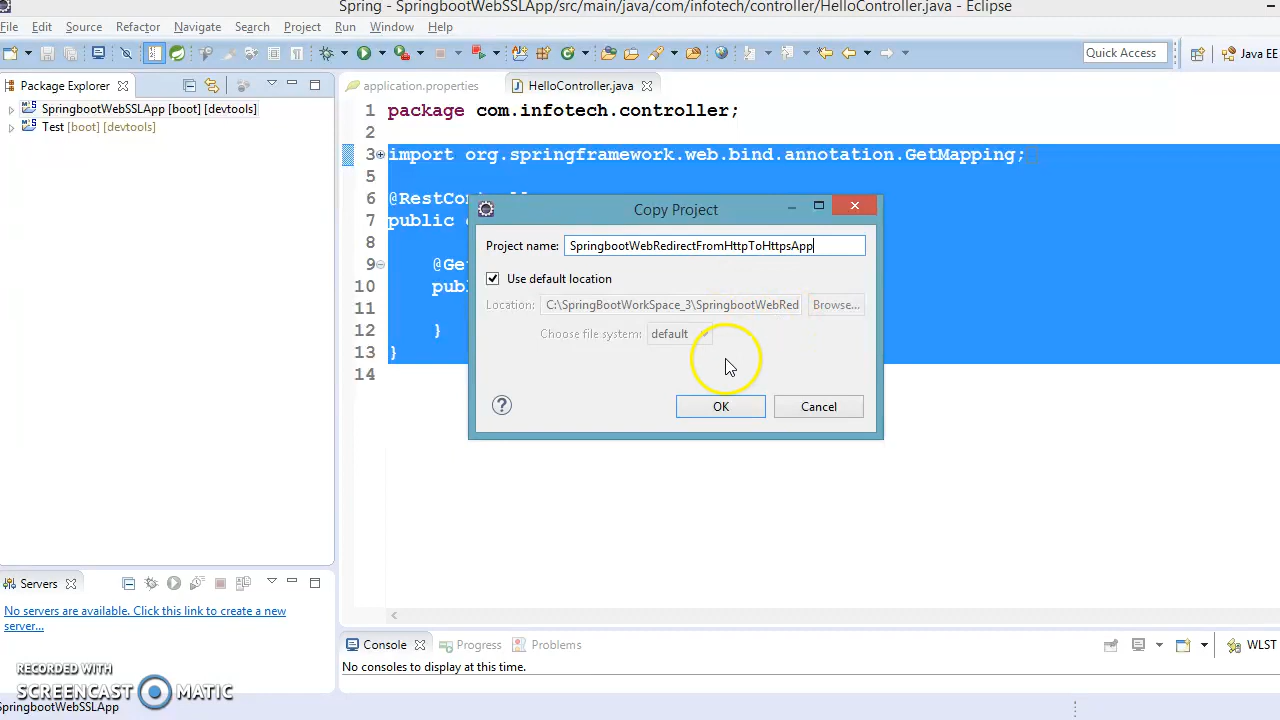 Spring - SpringbootWebSSLApp/src/main/java/com/infotech/controller/HelloController.java - Eclipse
File Edit Source Refactor Navigate Search Project Run Window Help
Quick Access
Java EE
Package Explorer
application.properties
HelloController.java
SpringbootWebSSLApp [boot] [devtools]
Test [boot] [devtools]
1 package com.infotech.controller;
2
3 import org.springframework.web.bind.annotation.GetMapping;
5
6 @RestCo
7 public
8
9 @Ge
10 pub
11
12 }
13 }
14
Copy Project
Project name: SpringbootWebRedirectFromHttpToHttpsApp
Use default location
Location: C:\SpringBootWorkSpace_3\SpringbootWebRed Browse...
Choose file system: default
? OK Cancel
Servers
No servers are available. Click this link to create a new
server...
Console Progress Problems
WLST
No consoles to display at this time.
RECORDED WITH
SCREENCAST MATIC
SpringbootWebSSLApp